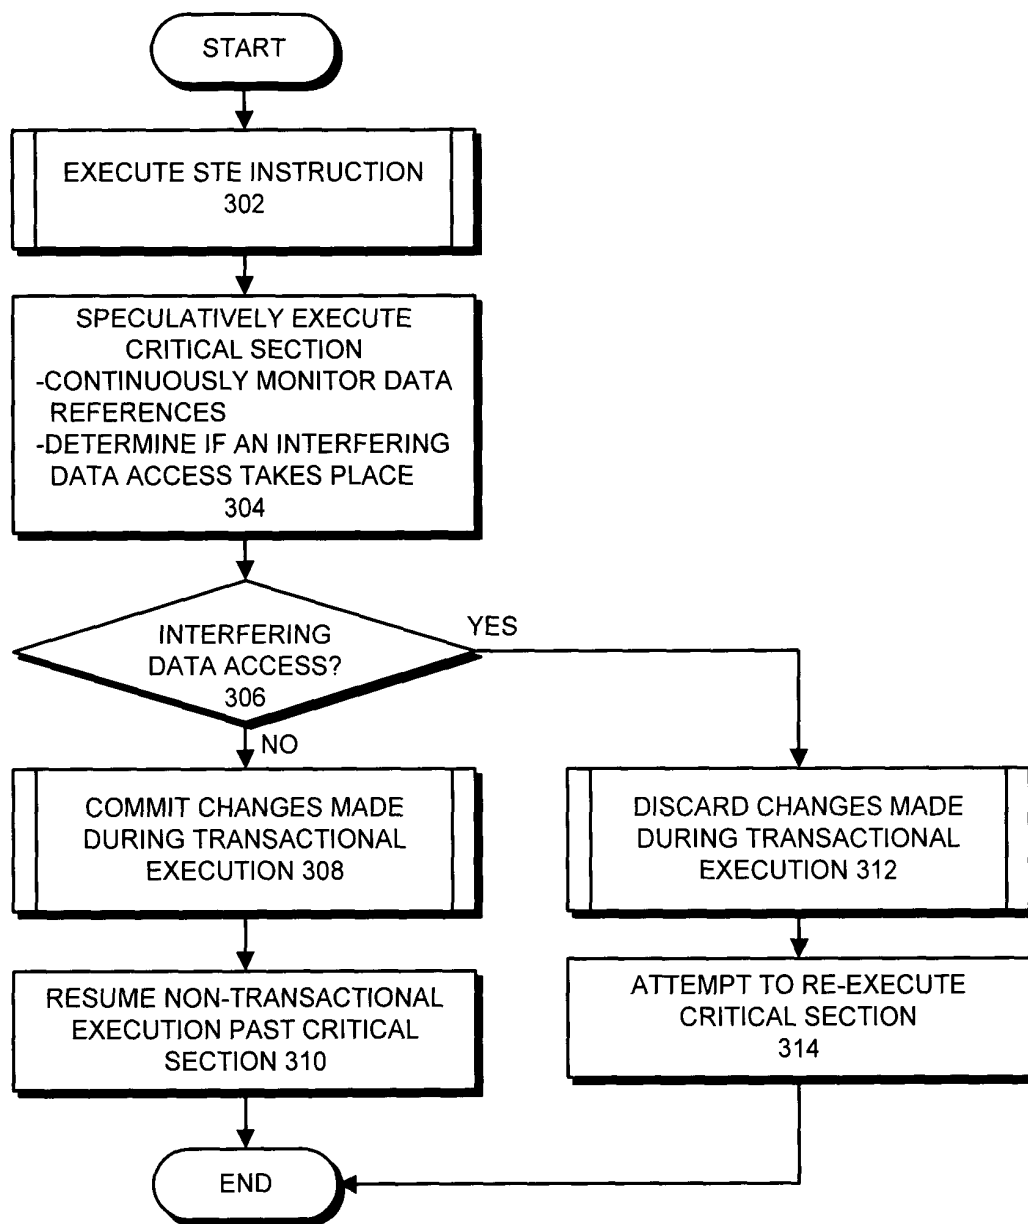 START
EXECUTE STE INSTRUCTION
302
SPECULATIVELY EXECUTE
CRITICAL SECTION
-CONTINUOUSLY MONITOR DATA
REFERENCES
-DETERMINE IF AN INTERFERING
DATA ACCESS TAKES PLACE
304
INTERFERING
DATA ACCESS?
306
YES
NO
COMMIT CHANGES MADE
DURING TRANSACTIONAL
EXECUTION 308
DISCARD CHANGES MADE
DURING TRANSACTIONAL
EXECUTION 312
RESUME NON-TRANSACTIONAL
EXECUTION PAST CRITICAL
SECTION 310
ATTEMPT TO RE-EXECUTE
CRITICAL SECTION
314
END